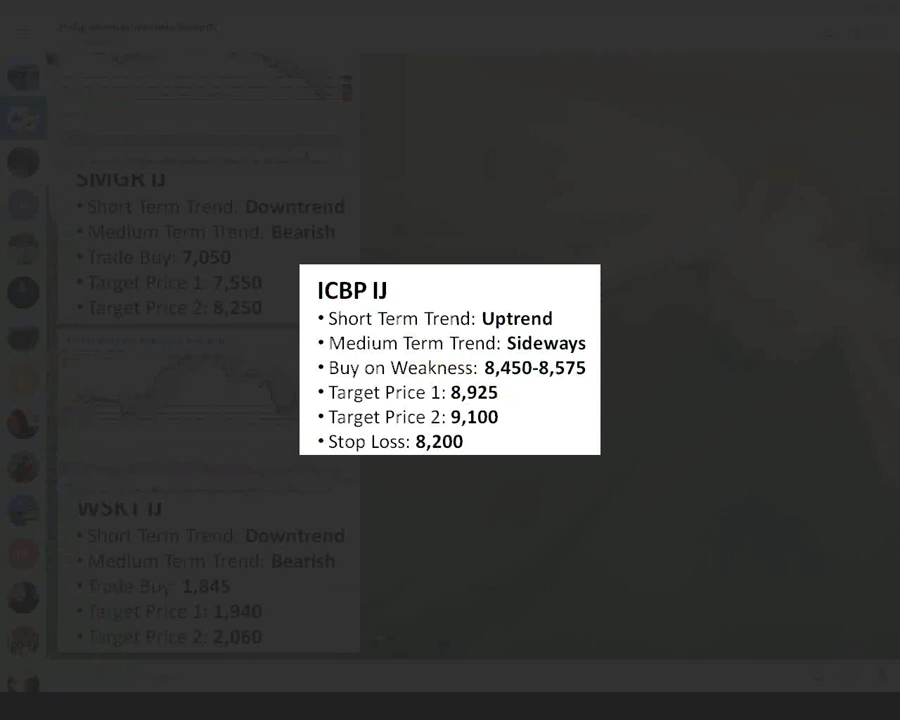 SMGR IJ
• Short Term Trend: Downtrend
• Medium Term Trend: Bearish
• Trade Buy: 7,050
• Target Price 1: 7,550
• Target Price 2: 8,250
WSKT IJ
• Short Term Trend: Downtrend
• Medium Term Trend: Bearish
• Trade Buy: 1,845
• Target Price 1: 1,940
• Target Price 2: 2,060
ICBP IJ
• Short Term Trend: Uptrend
• Medium Term Trend: Sideways
• Buy on Weakness: 8,450-8,575
• Target Price 1: 8,925
• Target Price 2: 9,100
• Stop Loss: 8,200